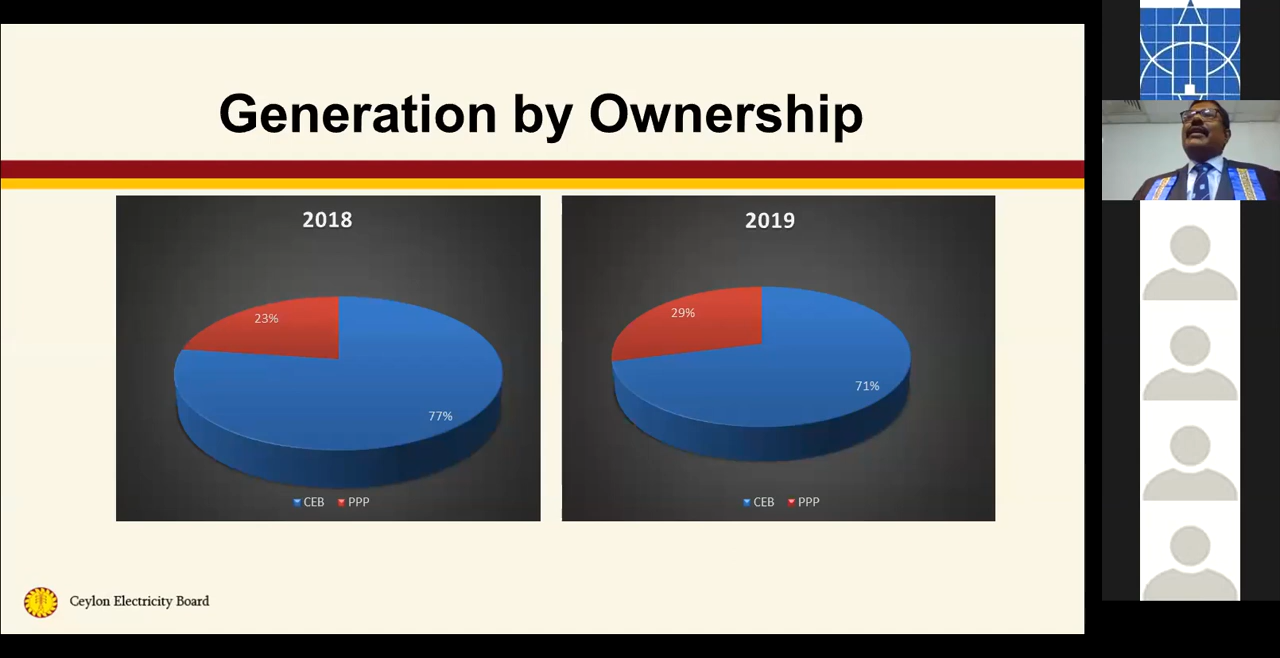 Generation by Ownership
2018
23%
77%
CEB PPP
2019
29%
71%
CEB PPP
Ceylon Electricity Board